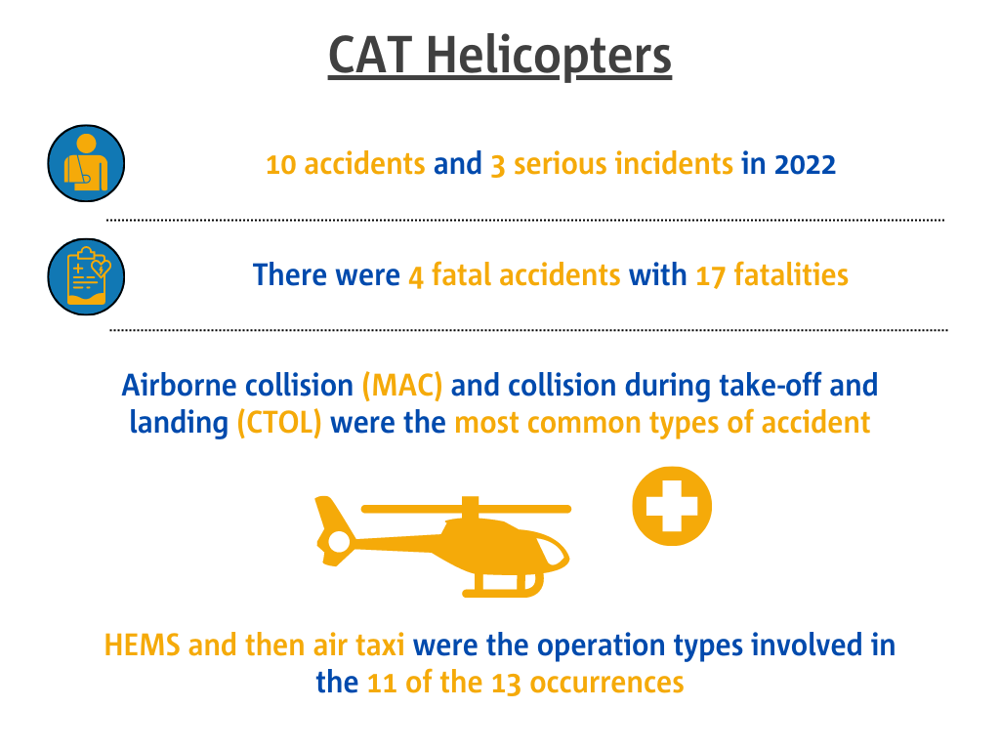 CAT Helicopters
10 accidents and 3 serious incidents in 2022
There were 4 fatal accidents with 17 fatalities
Airborne collision (MAC) and collision during take-off and
landing (CTOL) were the most common types of accident
HEMS and then air taxi were the operation types involved in
the 11 of the 13 occurrences